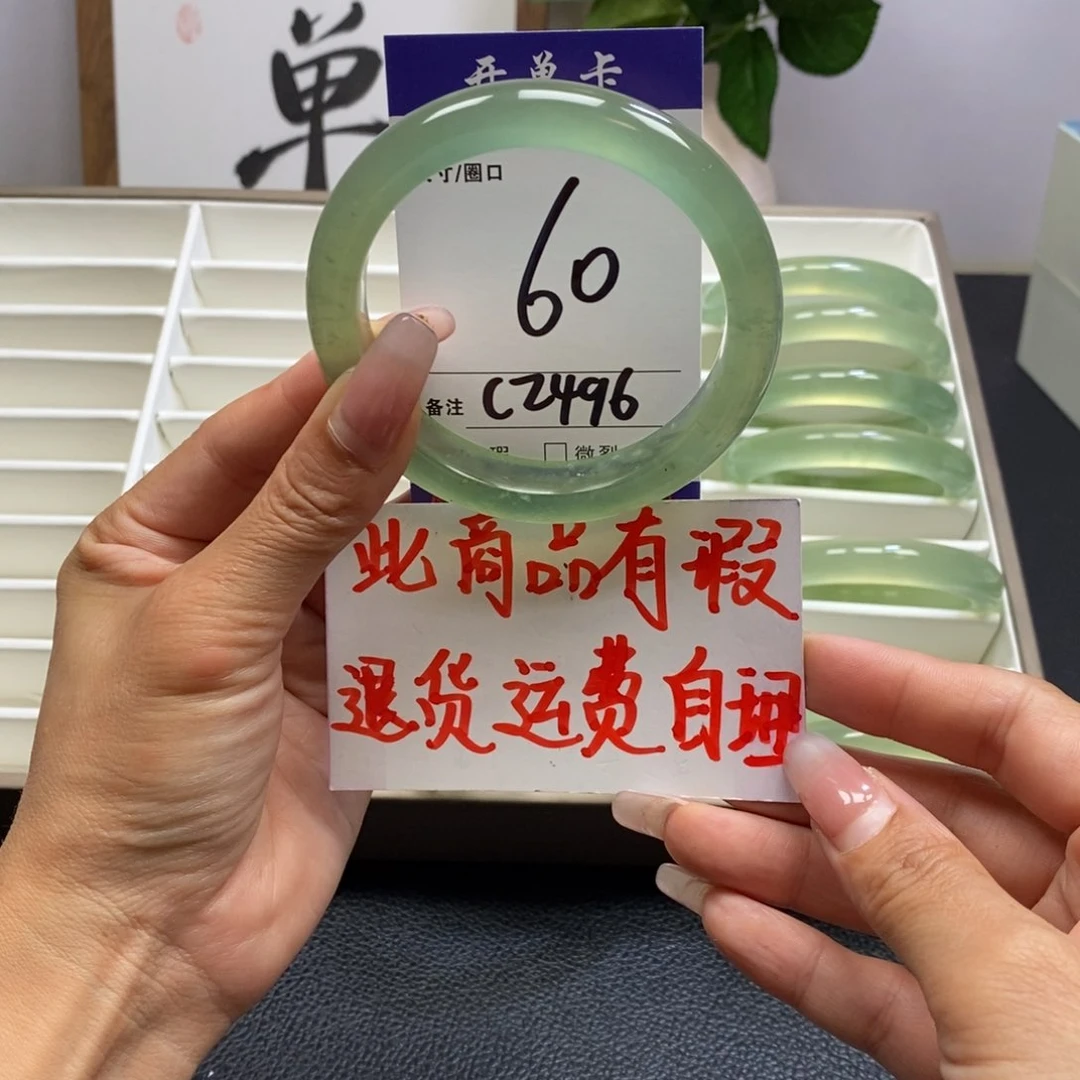 单
开单卡
寸/圈口
60
备注 C2496
微裂
此商品有瑕
退货运费自理